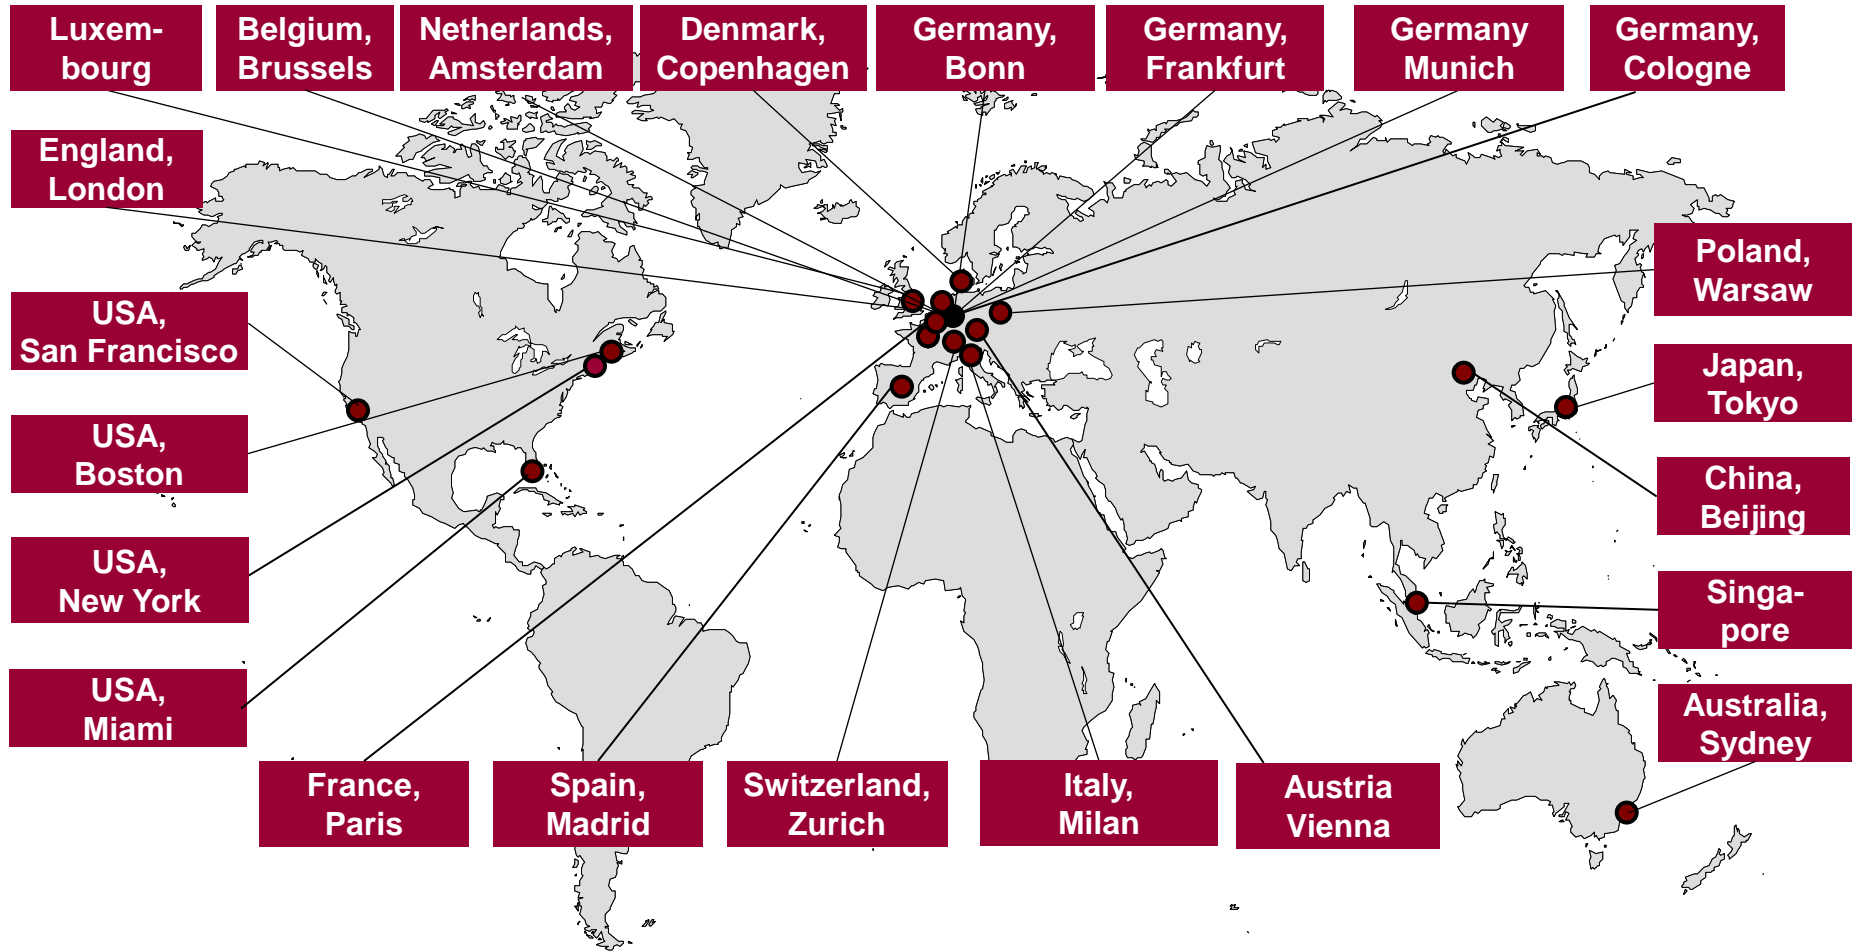 Luxem-
bourg
Belgium,
Brussels
Netherlands,
Amsterdam
Denmark,
Copenhagen
Germany,
Bonn
Germany,
Frankfurt
Germany
Munich
Germany,
Cologne
England,
London
Poland,
Warsaw
USA,
San Francisco
Japan,
Tokyo
USA,
Boston
China,
Beijing
USA,
New York
Singa-
pore
USA,
Miami
Australia,
Sydney
France,
Paris
Spain,
Madrid
Switzerland,
Zurich
Italy,
Milan
Austria
Vienna